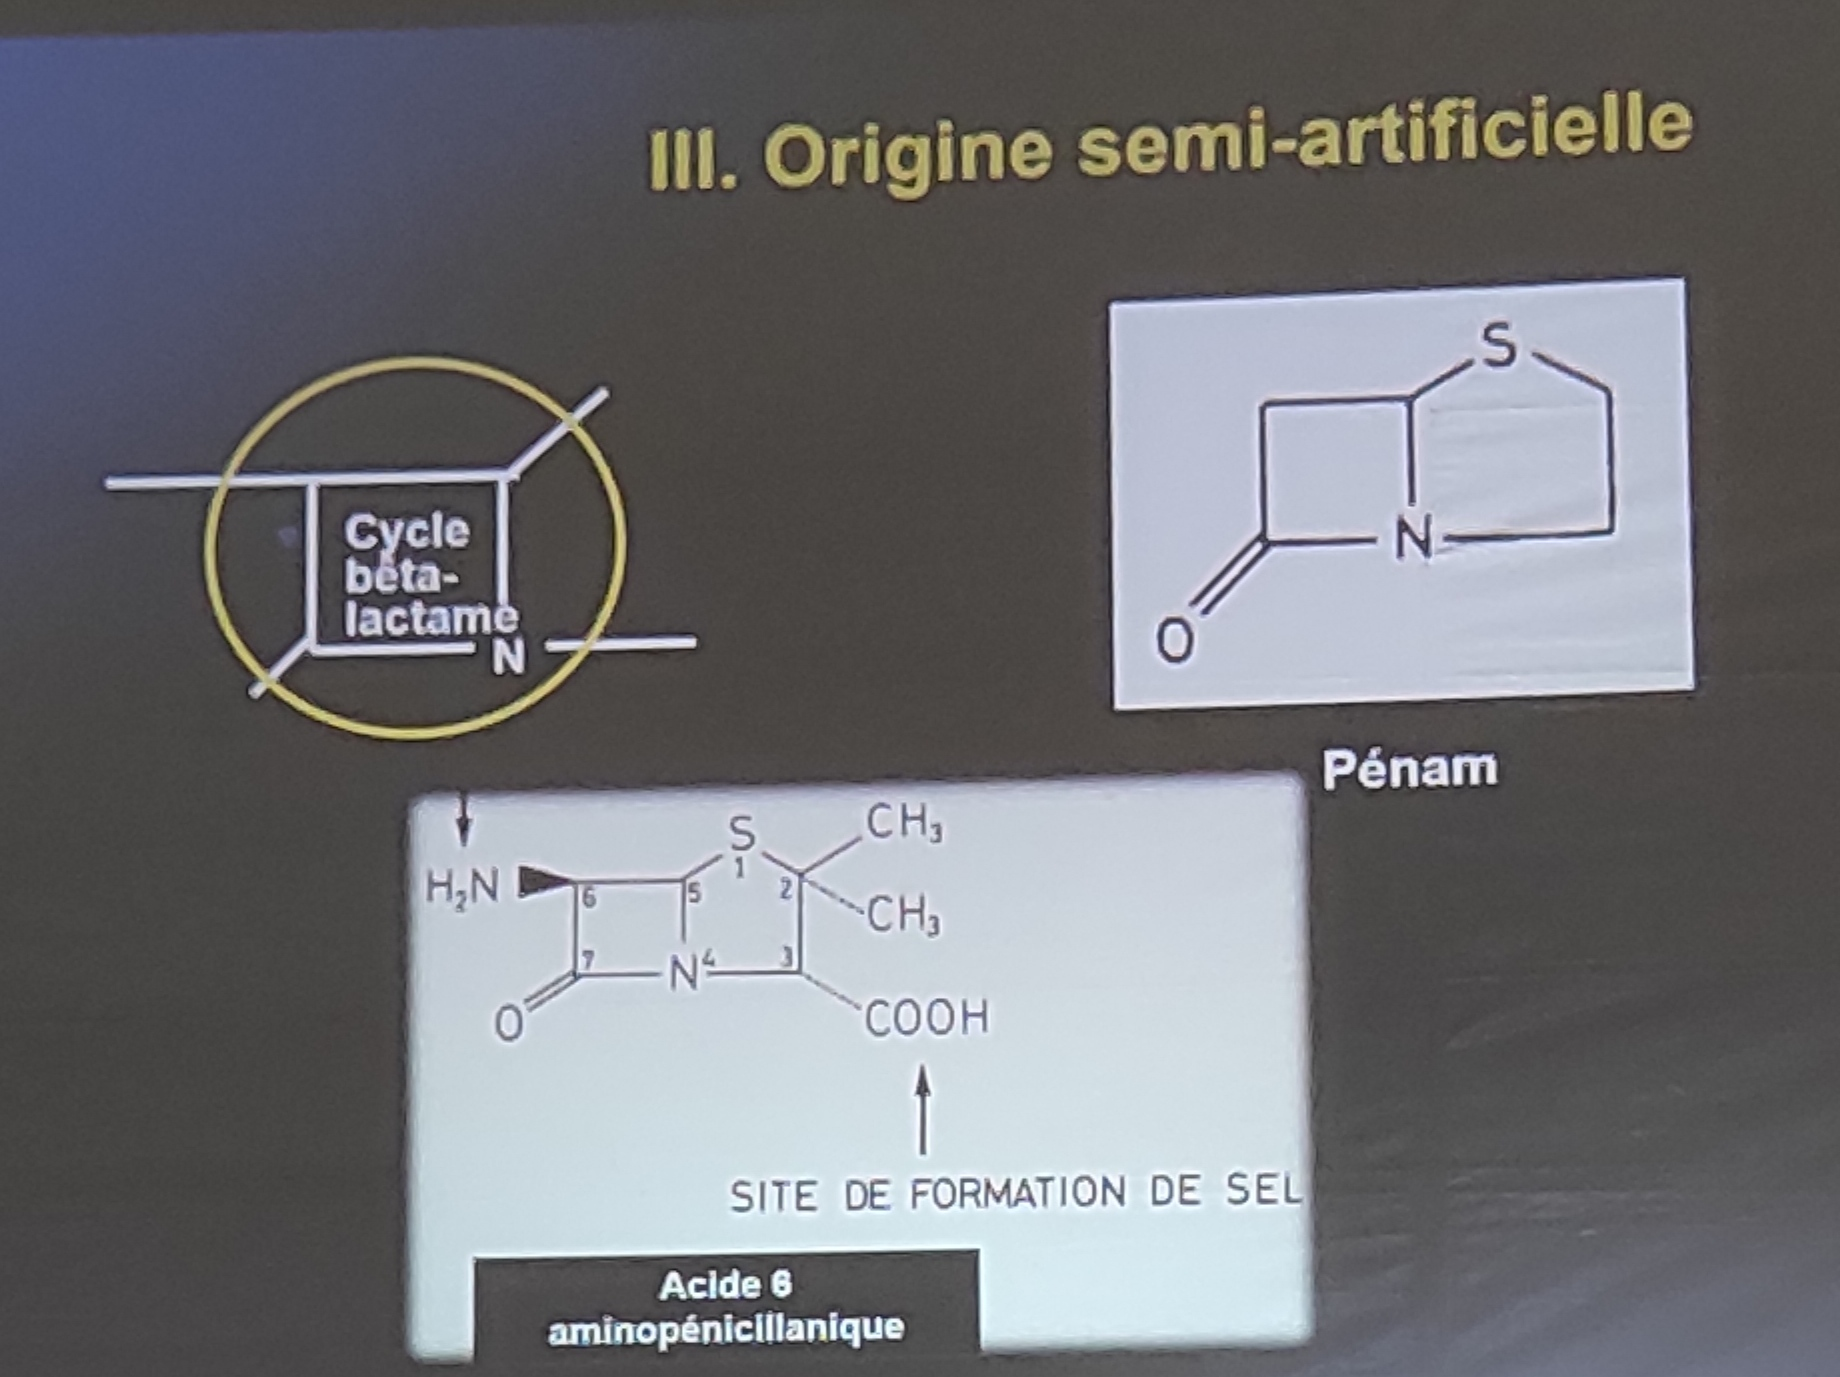 III. Origine semi-artificielle
Cycle
bêta-
lactame
N
S
N
O
Pénam
S
CH₃
1
H₂N
6
5
2
CH₃
7
N
4
3
O
COOH
SITE DE FORMATION DE SEL
Acide 6
aminopénicillanique